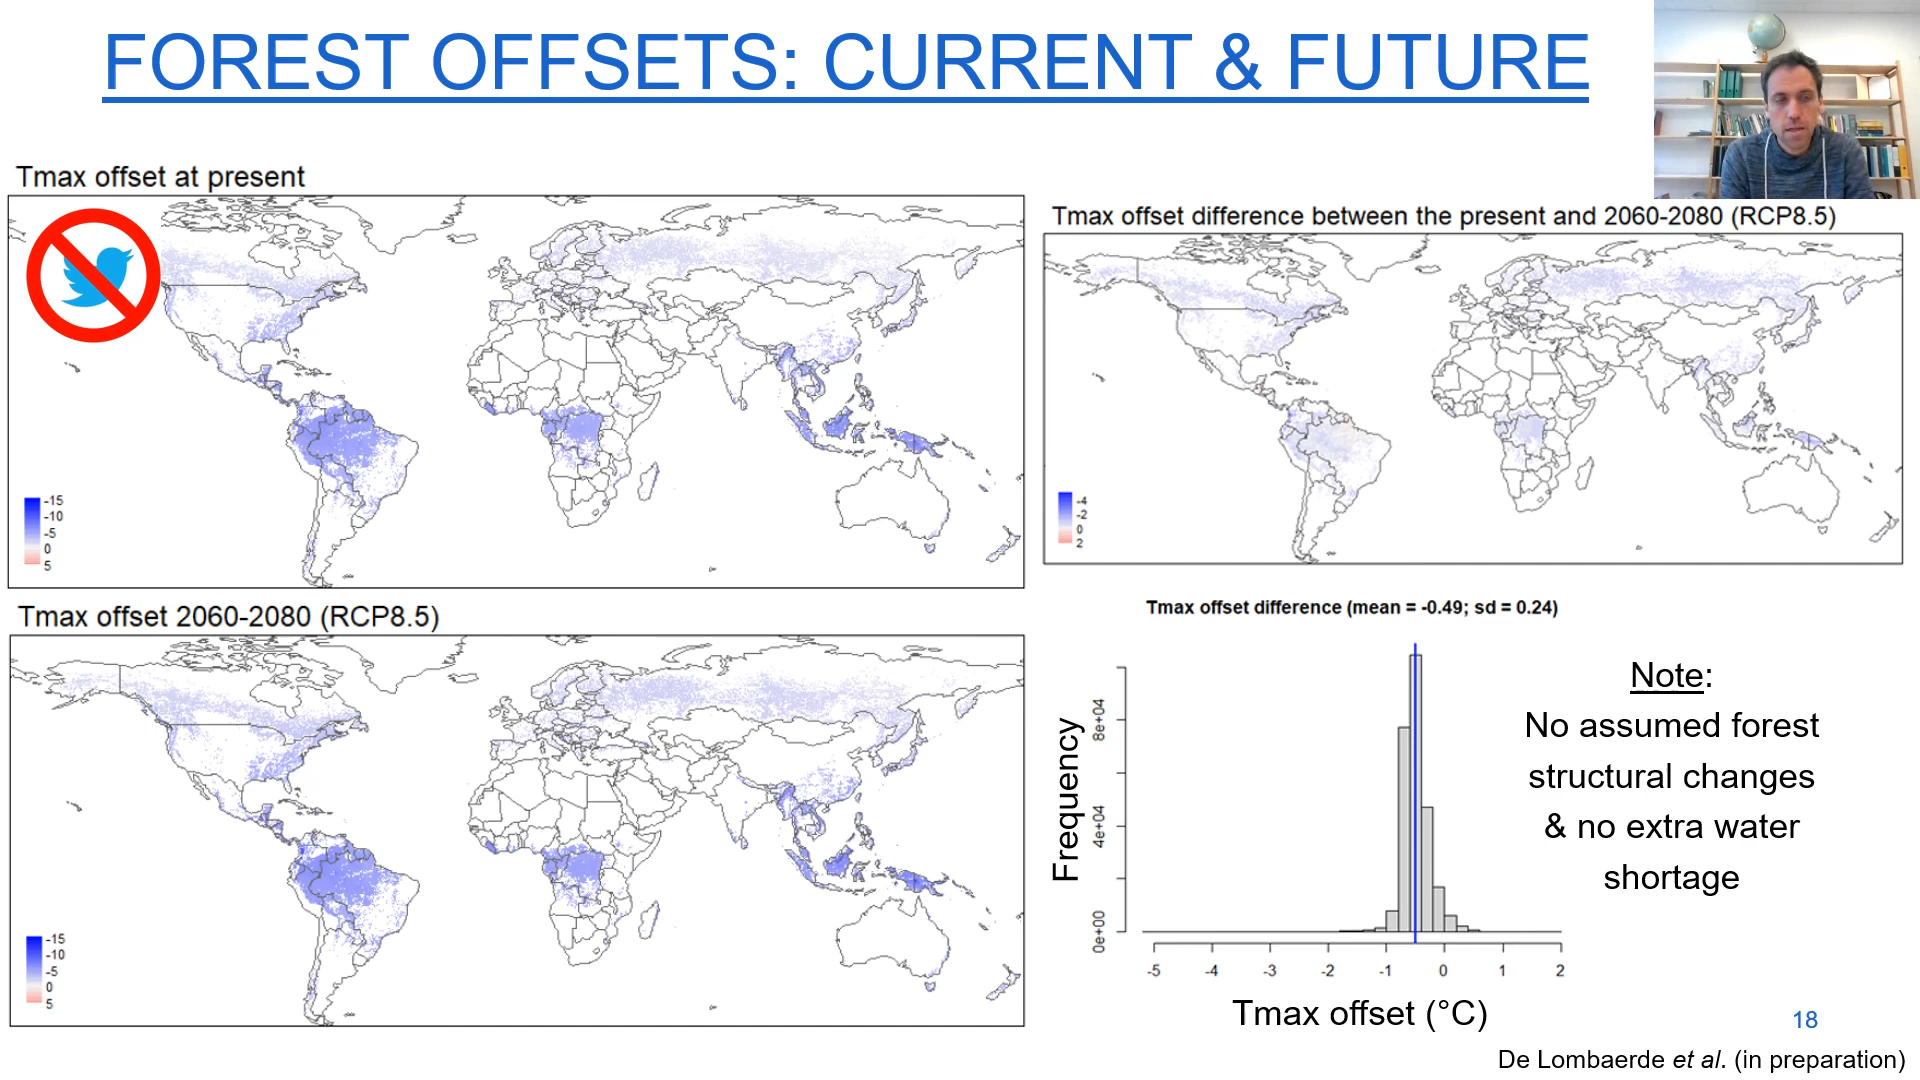 FOREST OFFSETS: CURRENT & FUTURE
Tmax offset at present
-15
-10
-5
0
5
Tmax offset difference between the present and 2060-2080 (RCP8.5)
-4
-2
0
2
Tmax offset 2060-2080 (RCP8.5)
-15
-10
-5
0
5
Tmax offset difference (mean = -0.49; sd = 0.24)
Frequency
8e+04
4e+04
0e+00
-5 -4 -3 -2 -1 0 1 2
Tmax offset (°C)
Note:
No assumed forest
structural changes
& no extra water
shortage
18
De Lombaerde et al. (in preparation)